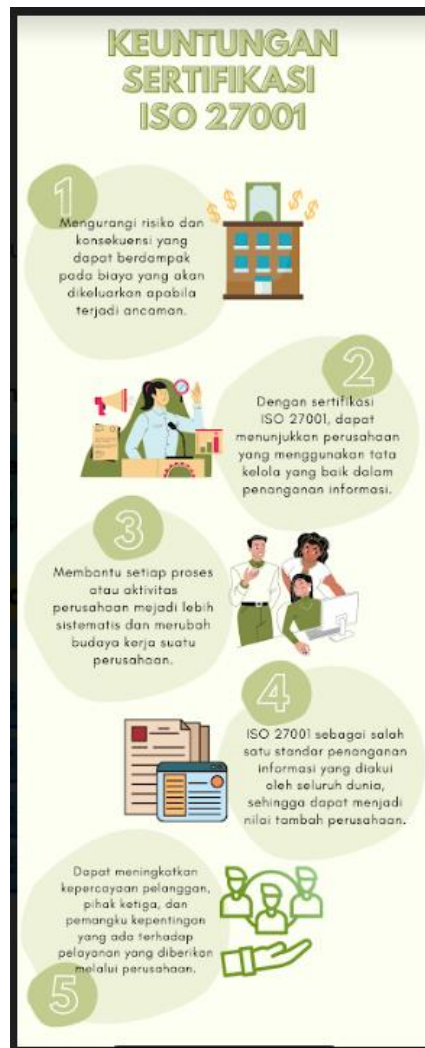 KEUNTUNGAN
SERTIFIKASI
ISO 27001
1
Mengurangi risiko dan
konsekuensi yang
dapat berdampak
pada biaya yang akan
dikeluarkan apabila
terjadi ancaman.
2
Dengan sertifikasi
ISO 27001, dapat
menunjukkan perusahaan
yang menggunakan tata
kelola yang baik dalam
penanganan informasi.
3
Membantu setiap proses
atau aktivitas
perusahaan mejadi lebih
sistematis dan merubah
budaya kerja suatu
perusahaan.
4
ISO 27001 sebagai salah
satu standar penanganan
informasi yang diakui
oleh seluruh dunia,
sehingga dapat menjadi
nilai tambah perusahaan.
Dapat meningkatkan
kepercayaan pelanggan,
pihak ketiga, dan
pemangku kepentingan
yang ada terhadap
pelayanan yang diberikan
melalui perusahaan.
5